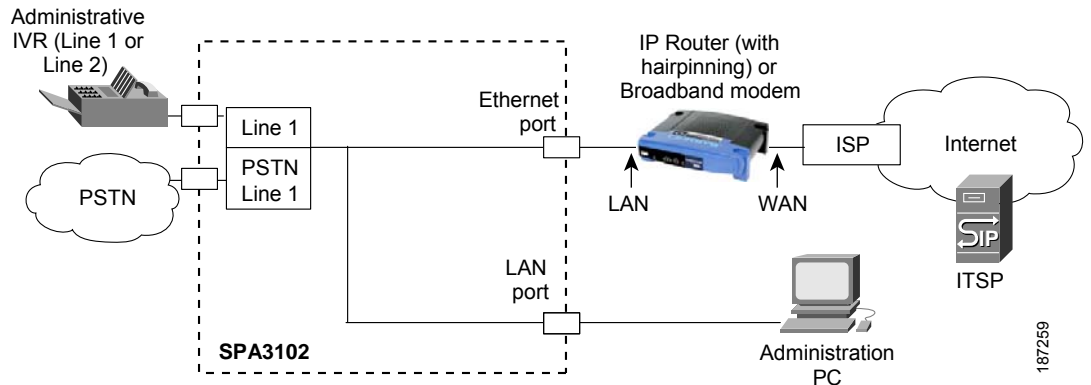 Administrative
IVR (Line 1 or
Line 2)
IP Router (with
hairpinning) or
Broadband modem
Ethernet
port
Line 1
PSTN
Line 1
PSTN
ISP
Internet
LAN
WAN
SIP
ITSP
LAN
port
SPA3102
Administration
PC
187259